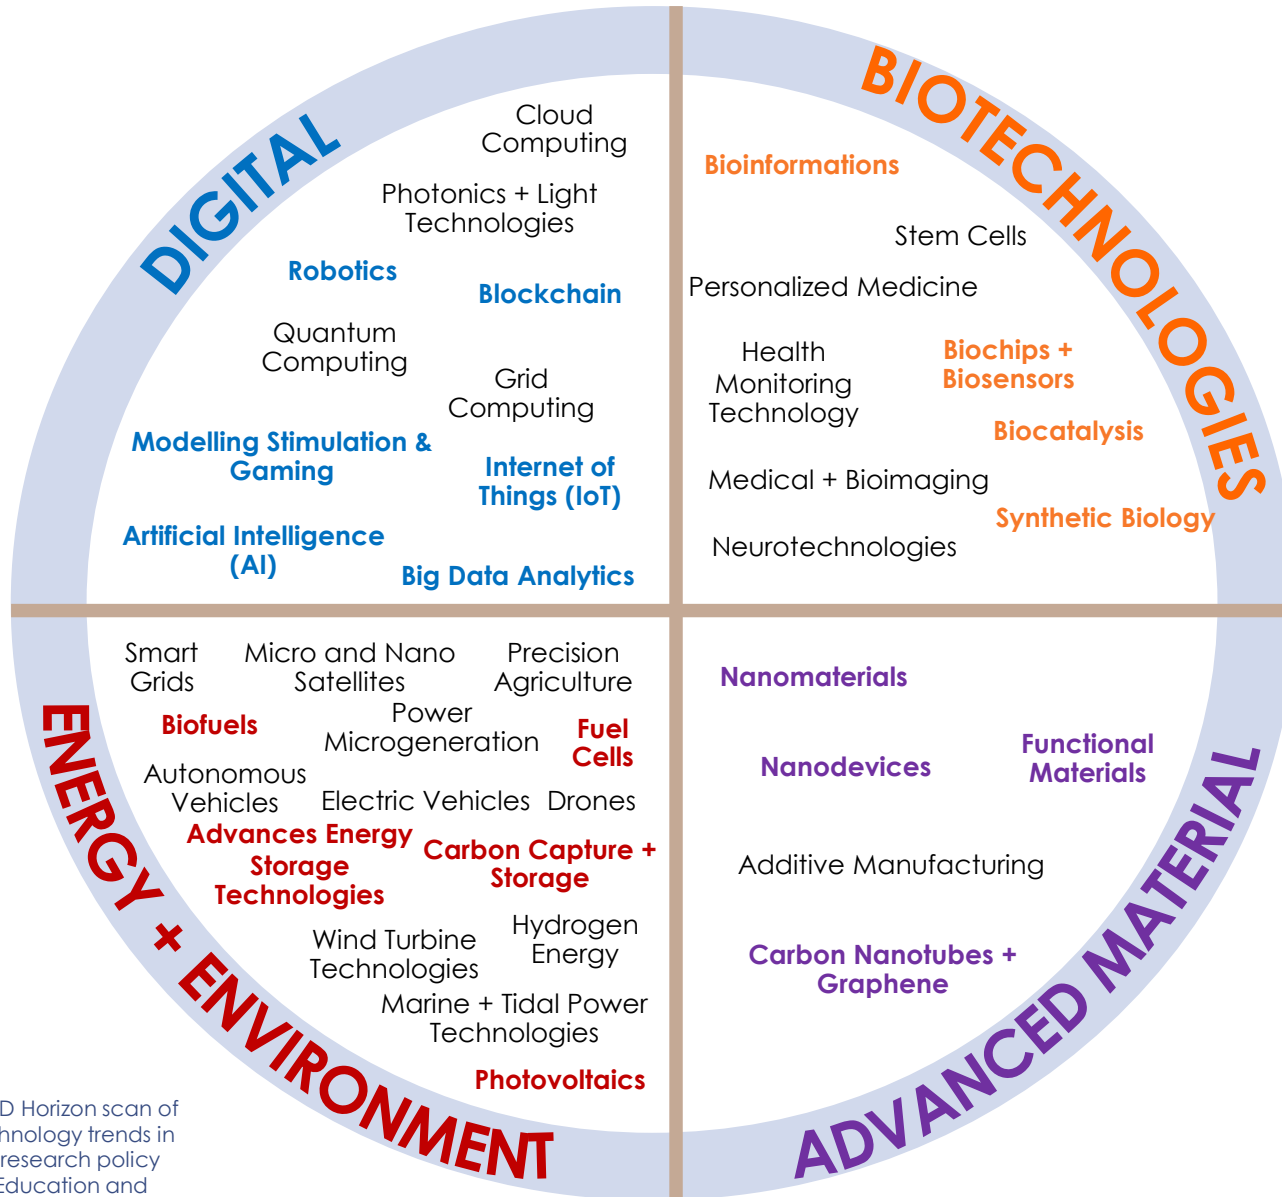 DIGITAL
Cloud
Computing
Photonics + Light
Technologies
Robotics
Blockchain
Quantum
Computing
Grid
Computing
Modelling Stimulation &
Gaming
Internet of
Things (IoT)
Artificial Intelligence
(AI)
Big Data Analytics
BIOTECHNOLOGIES
Bioinformations
Stem Cells
Personalized Medicine
Health
Monitoring
Technology
Biochips +
Biosensors
Biocatalysis
Medical + Bioimaging
Synthetic Biology
Neurotechnologies
ENERGY + ENVIRONMENT
Smart
Grids
Micro and Nano
Satellites
Precision
Agriculture
Biofuels
Power
Microgeneration
Fuel
Cells
Autonomous
Vehicles
Electric Vehicles
Drones
Advances Energy
Storage
Technologies
Carbon Capture +
Storage
Wind Turbine
Technologies
Hydrogen
Energy
Marine + Tidal Power
Technologies
Photovoltaics
ADVANCED MATERIAL
Nanomaterials
Nanodevices
Functional
Materials
Additive Manufacturing
Carbon Nanotubes +
Graphene
D Horizon scan of
hnology trends in
research policy
Education and